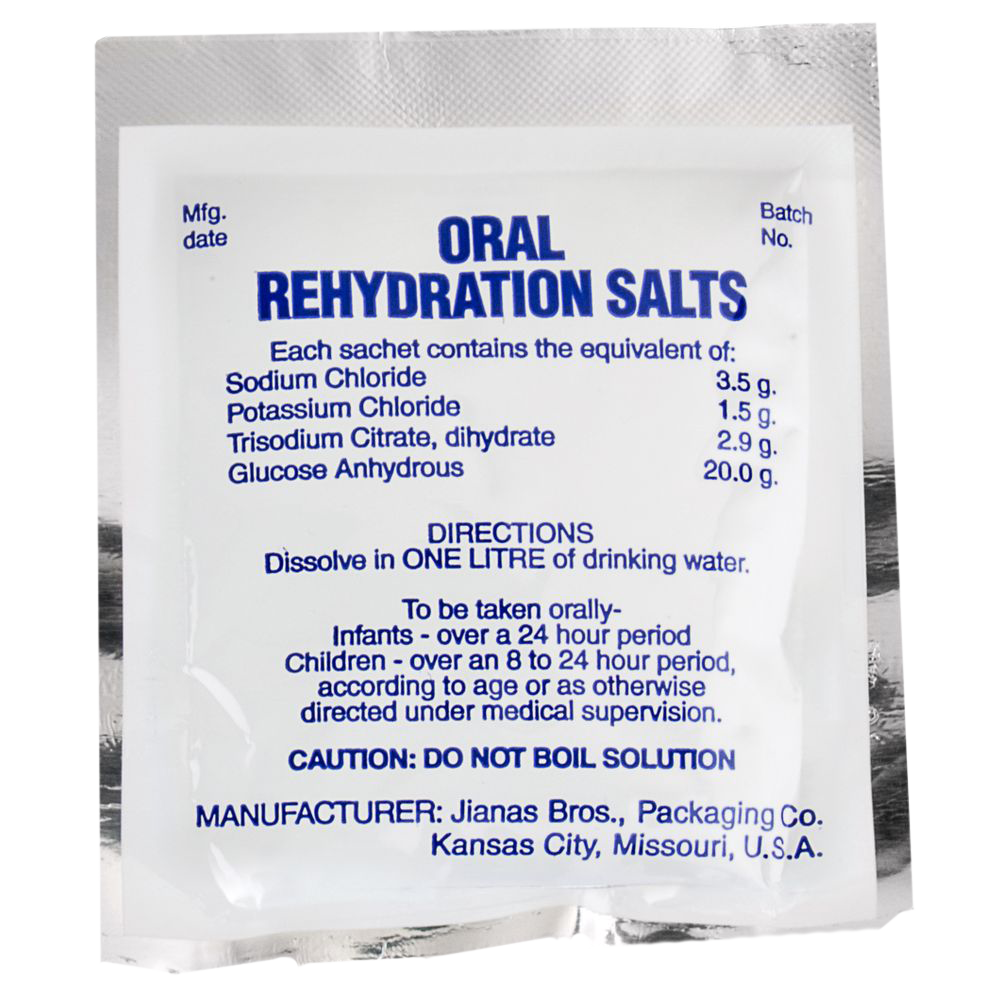 Mfg.
date
Batch
No.
ORAL
REHYDRATION SALTS
Each sachet contains the equivalent of:
Sodium Chloride 3.5 g.
Potassium Chloride 1.5 g.
Trisodium Citrate, dihydrate 2.9 g.
Glucose Anhydrous 20.0 g.
DIRECTIONS
Dissolve in ONE LITRE of drinking water.
To be taken orally-
Infants - over a 24 hour period
Children - over an 8 to 24 hour period,
according to age or as otherwise
directed under medical supervision.
CAUTION: DO NOT BOIL SOLUTION
MANUFACTURER: Jianas Bros., Packaging Co.
Kansas City, Missouri, U.S.A.